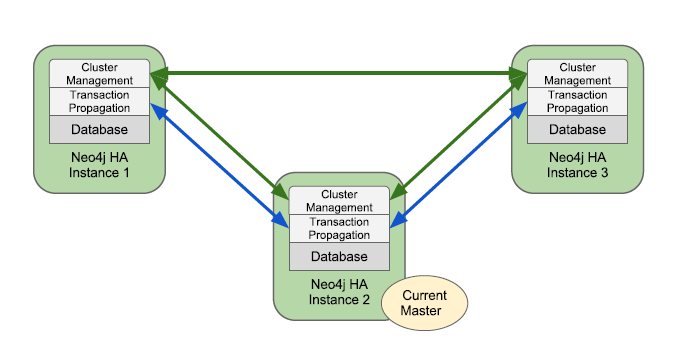 Cluster
Management
Transaction
Propagation
Database
Neo4j HA
Instance 1
Cluster
Management
Transaction
Propagation
Database
Neo4j HA
Instance 3
Cluster
Management
Transaction
Propagation
Database
Neo4j HA
Instance 2
Current
Master